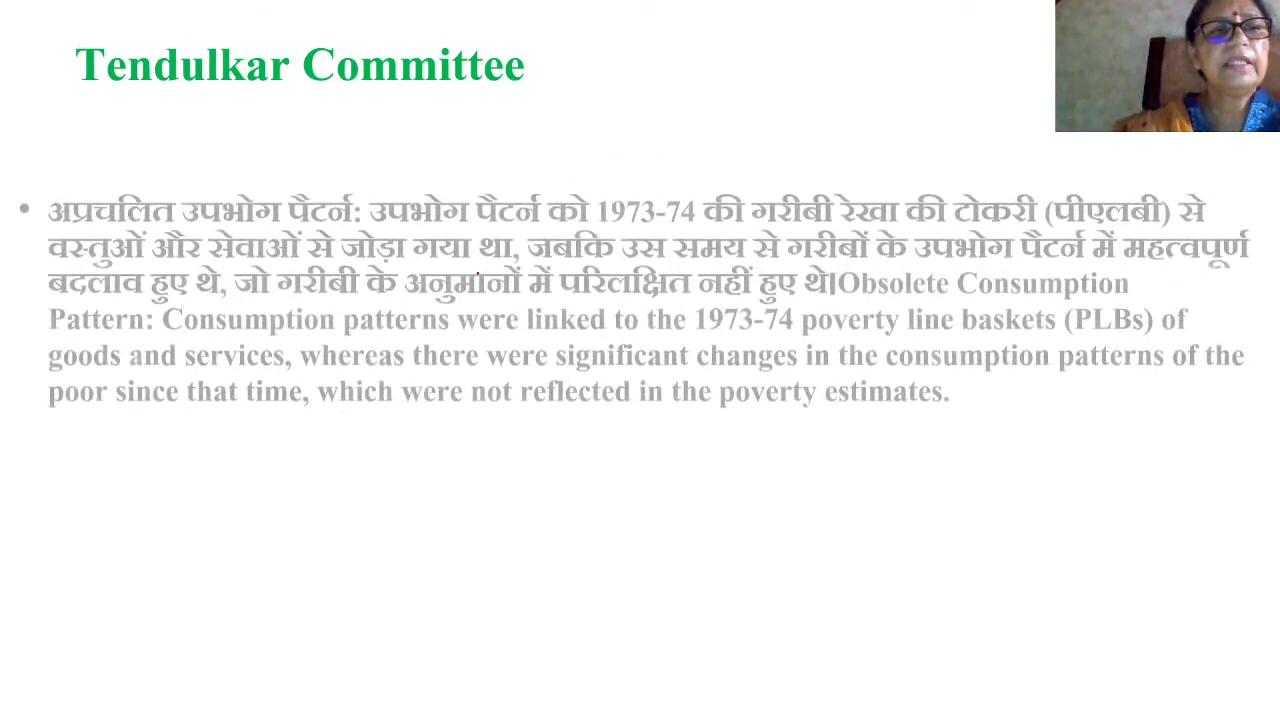 Tendulkar Committee
• अप्रचलित उपभोग पैटर्न: उपभोग पैटर्न को 1973-74 की गरीबी रेखा की टोकरी (पीएलबी) से
वस्तुओं और सेवाओं से जोड़ा गया था, जबकि उस समय से गरीबों के उपभोग पैटर्न में महत्वपूर्ण
बदलाव हुए थे, जो गरीबी के अनुमानों में परिलक्षित नहीं हुए थे।Obsolete Consumption
Pattern: Consumption patterns were linked to the 1973-74 poverty line baskets (PLBs) of
goods and services, whereas there were significant changes in the consumption patterns of the
poor since that time, which were not reflected in the poverty estimates.